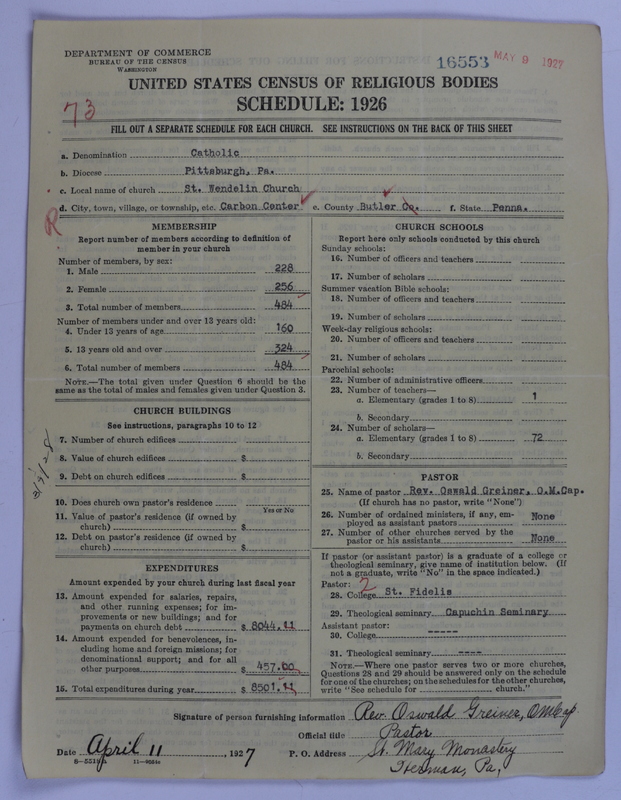 DEPARTMENT OF COMMERCE
BUREAU OF THE CENSUS
WASHINGTON
16553
MAY 9 1927
UNITED STATES CENSUS OF RELIGIOUS BODIES
SCHEDULE: 1926
73
FILL OUT A SEPARATE SCHEDULE FOR EACH CHURCH. SEE INSTRUCTIONS ON THE BACK OF THIS SHEET
a. Denomination Catholic
b. Diocese Pittsburgh, Pa.
c. Local name of church St. Wendelin Church
d. City, town, village, or township, etc. Carbon Center e. County Butler Co. f. State Penna.
R
MEMBERSHIP
Report number of members according to definition of
member in your church
Number of members, by sex:
1. Male 228
2. Female 256
3. Total number of members 484
Number of members under and over 13 years old:
4. Under 13 years of age 160
5. 13 years old and over 324
6. Total number of members 484
NOTE.—The total given under Question 6 should be the
same as the total of males and females given under Question 3.
CHURCH BUILDINGS
See instructions, paragraphs 10 to 12
7. Number of church edifices
8. Value of church edifices $
9. Debt on church edifices $
10. Does church own pastor's residence
Yes or No
11. Value of pastor's residence (if owned by
church) $
12. Debt on pastor's residence (if owned by
church) $
EXPENDITURES
Amount expended by your church during last fiscal year
13. Amount expended for salaries, repairs,
and other running expenses; for im-
provements or new buildings; and for
payments on church debt $ 8044.11
14. Amount expended for benevolences, in-
cluding home and foreign missions; for
denominational support; and for all
other purposes $ 457.00
15. Total expenditures during year $ 8501.11
CHURCH SCHOOLS
Report here only schools conducted by this church
Sunday schools:
16. Number of officers and teachers
17. Number of scholars
Summer vacation Bible schools:
18. Number of officers and teachers
19. Number of scholars
Week-day religious schools:
20. Number of officers and teachers
21. Number of scholars
Parochial schools:
22. Number of administrative officers
23. Number of teachers—
a. Elementary (grades 1 to 8) 1
b. Secondary
24. Number of scholars—
a. Elementary (grades 1 to 8) 72
b. Secondary
PASTOR
25. Name of pastor Rev. Oswald Greiner, O.M.Cap.
(If church has no pastor, write "None")
26. Number of ordained ministers, if any, em-
ployed as assistant pastors None
27. Number of other churches served by the
pastor or his assistants None
If pastor (or assistant pastor) is a graduate of a college or
theological seminary, give name of institution below. (If
not a graduate, write "No" in the space indicated.)
Pastor: 2
28. College St. Fidelis
29. Theological seminary Capuchin Seminary
Assistant pastor:
30. College -----
31. Theological seminary ----
NOTE.—Where one pastor serves two or more churches,
Questions 28 and 29 should be answered only on the schedule
for one of the churches; on the schedules for the other churches,
write "See schedule for church."
Signature of person furnishing information Rev. Oswald Greiner, OMCap
Official title Pastor
Date April 11, 1927 P. O. Address St. Mary Monastery
Herman, Pa,